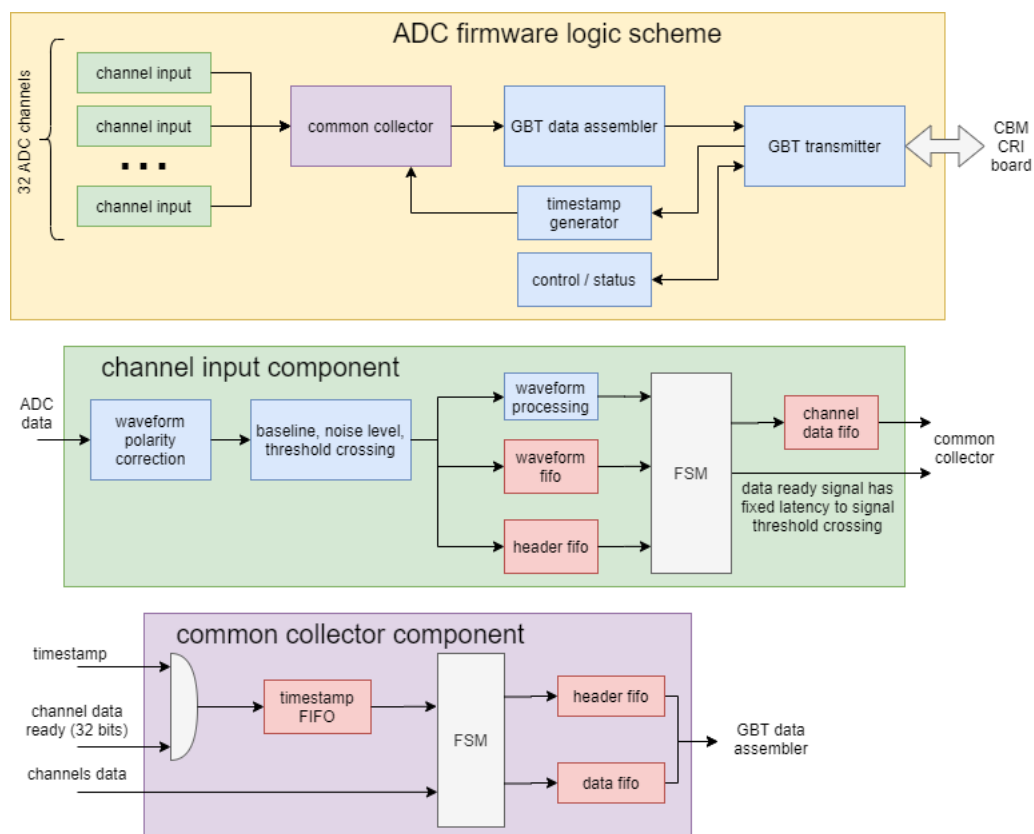 ADC firmware logic scheme
32 ADC channels
channel input
channel input
...
channel input
common collector
GBT data assembler
GBT transmitter
CBM
CRI
board
timestamp
generator
control / status
channel input component
ADC
data
waveform
polarity
correction
baseline, noise level,
threshold crossing
waveform
processing
waveform
fifo
header fifo
FSM
channel
data fifo
common
collector
data ready signal has
fixed latency to signal
threshold crossing
common collector component
timestamp
channel data
ready (32 bits)
channels data
timestamp
FIFO
FSM
header fifo
data fifo
GBT data
assembler